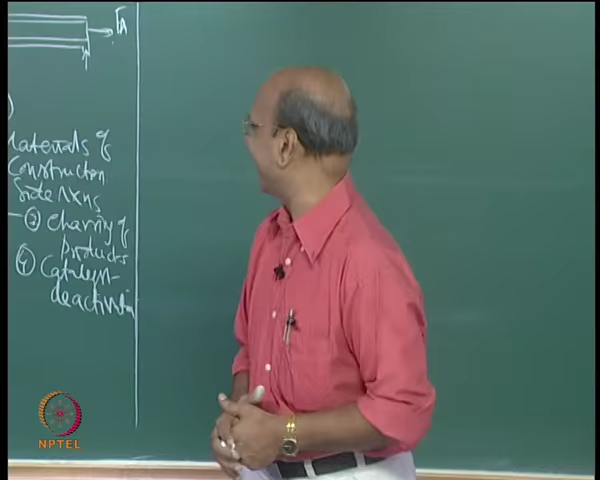 FA
Materials of
Construction
Side rxns
③ Charring of
Products
④ Catalyst
deactivation
NPTEL